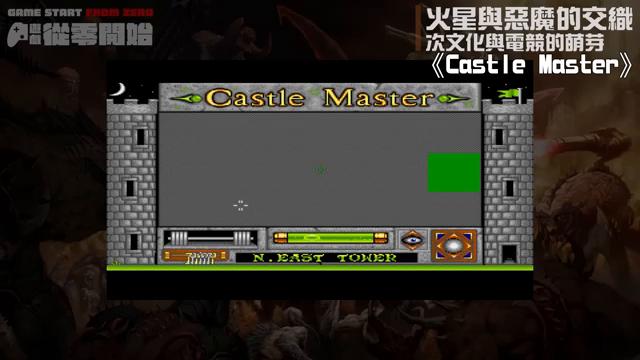 GAME START FROM ZERO
從零開始
火星與惡魔的交織
次文化與電競的萌芽
《Castle Master》
Castle Master
N.EAST TOWER